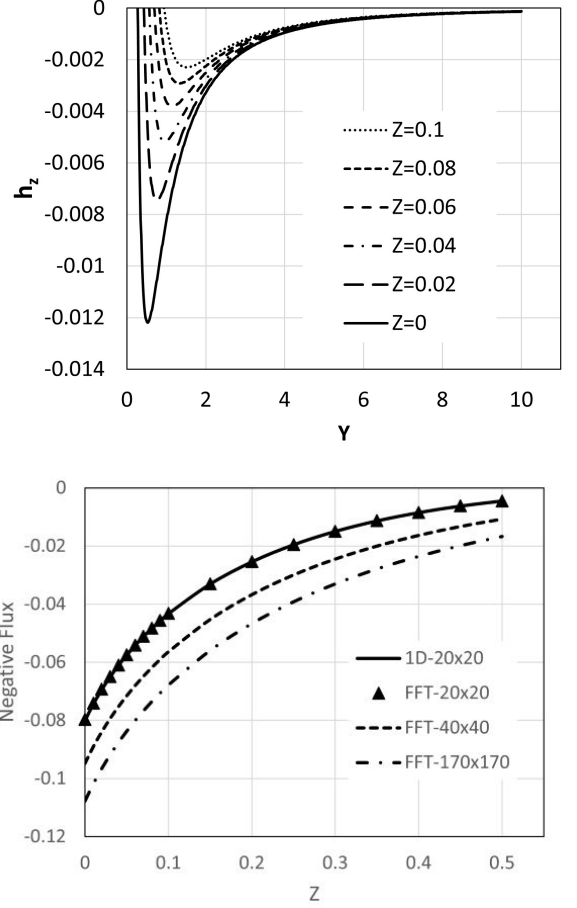 0
-0.002
-0.004
-0.006
-0.008
-0.01
-0.012
-0.014
hz
Z=0.1
Z=0.08
Z=0.06
Z=0.04
Z=0.02
Z=0
0 2 4 6 8 10
Y
0
-0.02
-0.04
-0.06
-0.08
-0.1
-0.12
Negative Flux
1D-20x20
FFT-20x20
FFT-40x40
FFT-170x170
0 0.1 0.2 0.3 0.4 0.5
Z